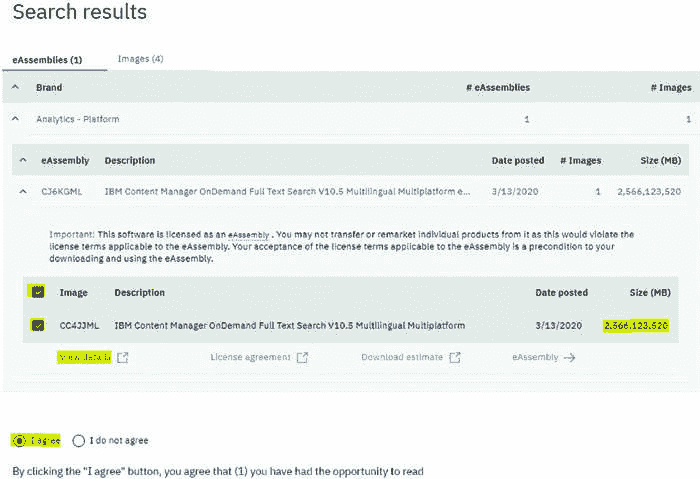 Search results
eAssemblies (1) Images (4)
Brand # eAssemblies # Images
Analytics - Platform 1 1
eAssembly Description Date posted # Images Size (MB)
CJ6KGML IBM Content Manager OnDemand Full Text Search V10.5 Multilingual Multiplatform e... 3/13/2020 1 2,566,123,520
Important: This software is licensed as an eAssembly . You may not transfer or remarket individual products from it as this would violate the
license terms applicable to the eAssembly. Your acceptance of the license terms applicable to the eAssembly is a precondition to your
downloading and using the eAssembly.
Image Description Date posted Size (MB)
CC4JJML IBM Content Manager OnDemand Full Text Search V10.5 Multilingual Multiplatform 3/13/2020 2,566,123,520
View details License agreement Download estimate eAssembly
I agree I do not agree
By clicking the "I agree" button, you agree that (1) you have had the opportunity to read